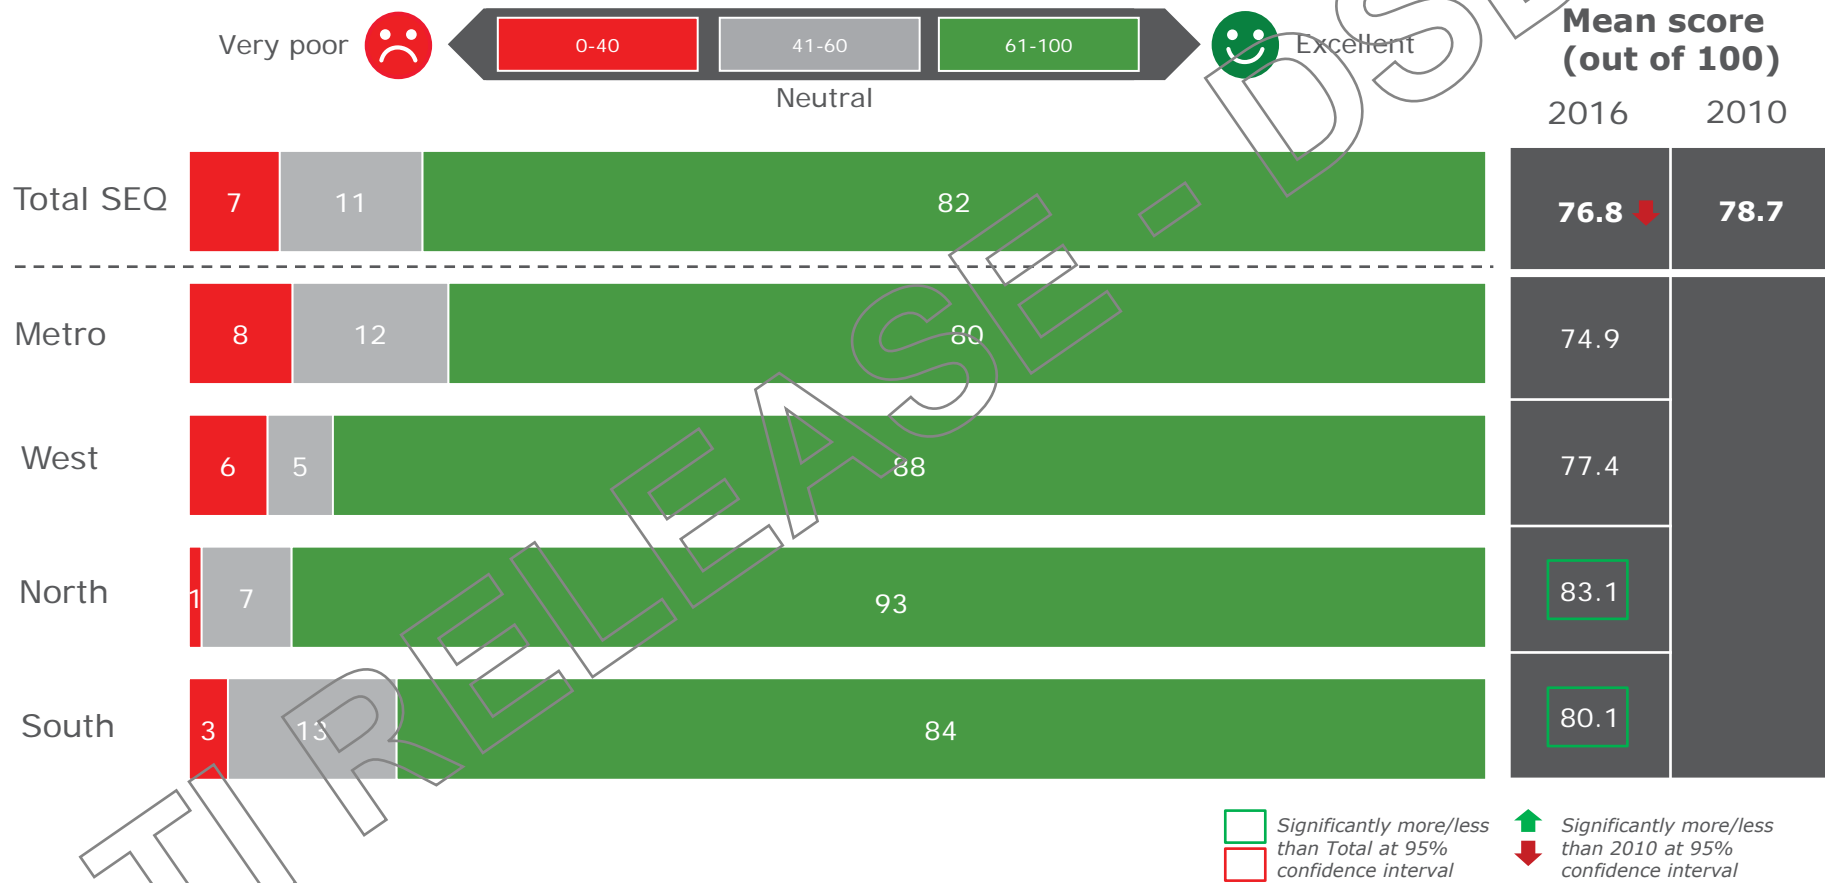 Very poor
0-40
41-60
61-100
Excellent
Neutral
Mean score
(out of 100)
2016 2010
Total SEQ 7 11 82 76.8 78.7
Metro 8 12 80 74.9
West 6 5 88 77.4
North 1 7 93 83.1
South 3 13 84 80.1
TI RELEASE - DSD
Significantly more/less
than Total at 95%
confidence interval
Significantly more/less
than 2010 at 95%
confidence interval